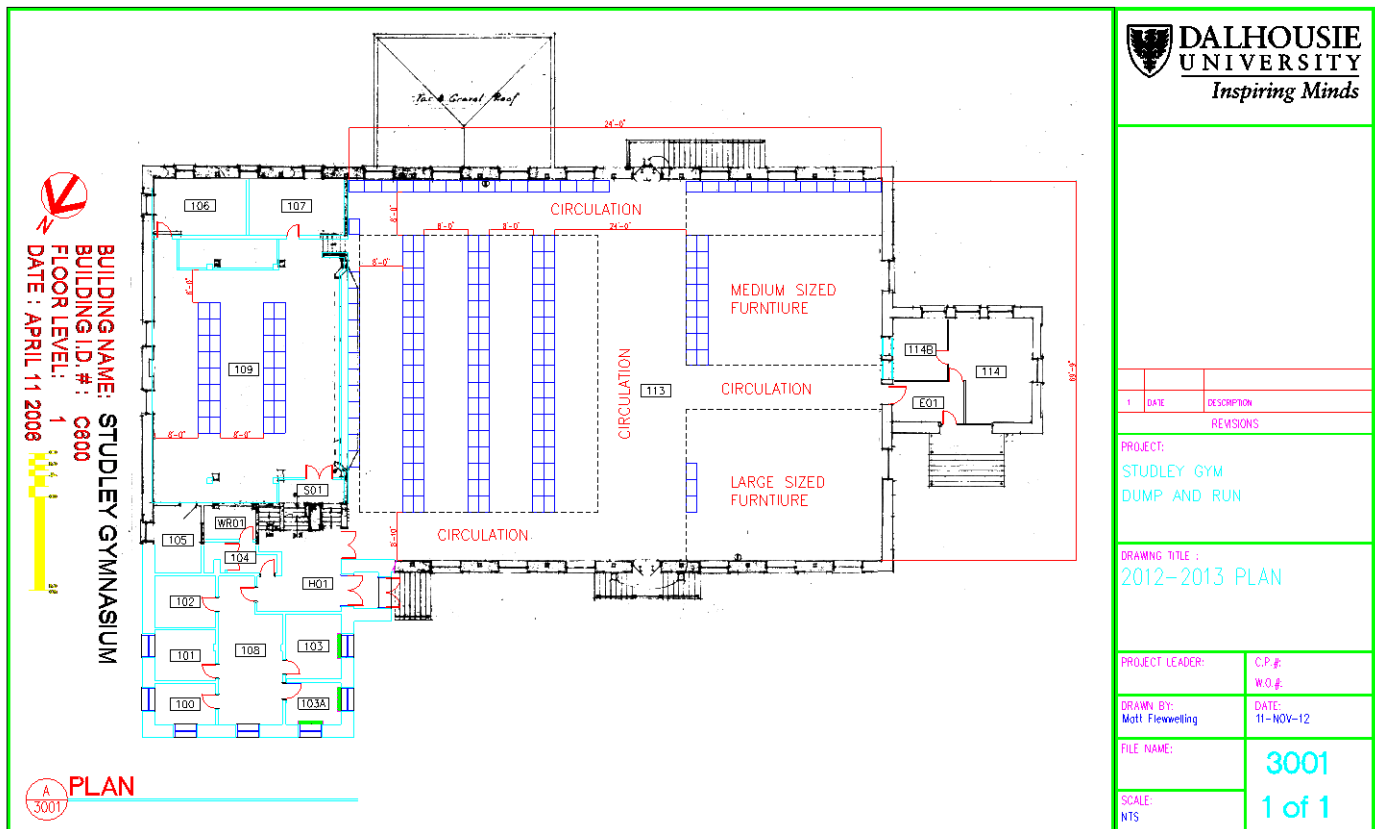 DALHOUSIE
UNIVERSITY
Inspiring Minds
Tar & Gravel Roof
24'-0"
106
107
CIRCULATION
8'-0"
8'-0"
8'-0"
24'-0"
8'-0"
8'-0"
MEDIUM SIZED
FURNTIURE
109
CIRCULATION
113
CIRCULATION
114B
114
E01
8'-0"
8'-0"
LARGE SIZED
FURNTIURE
S01
CIRCULATION
WR01
105
104
H01
102
101
108
103
100
103A
N
BUILDING NAME: STUDLEY GYMNASIUM
BUILDING I.D. #: C600
FLOOR LEVEL: 1
DATE: APRIL 11 2006
A
3001
PLAN
1 DATE DESCRIPTION
REVISIONS
PROJECT:
STUDLEY GYM
DUMP AND RUN
DRAWING TITLE :
2012-2013 PLAN
PROJECT LEADER:
C.P.#:
W.O.#:
DRAWN BY:
Matt Flewwelling
DATE:
11-NOV-12
FILE NAME:
3001
SCALE:
NTS
1 of 1